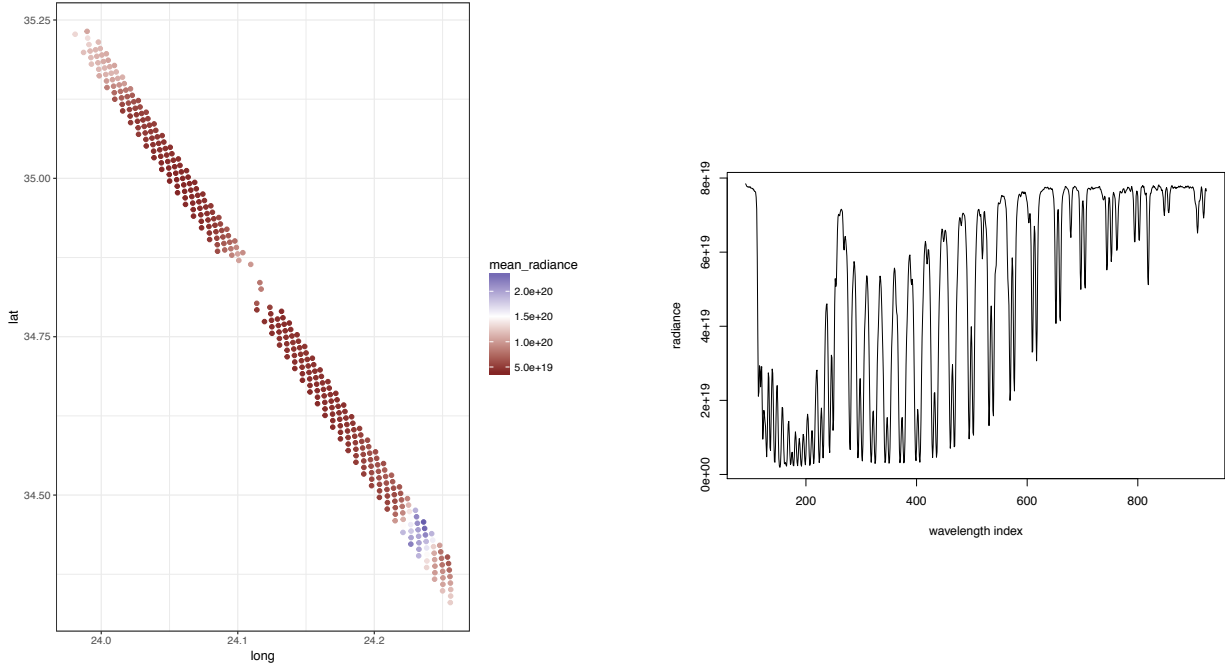 35.25
35.00
34.75
34.50
lat
24.0 24.1 24.2
long
mean_radiance
2.0e+20
1.5e+20
1.0e+20
5.0e+19
8e+19
6e+19
4e+19
2e+19
0e+00
radiance
200 400 600 800
wavelength index